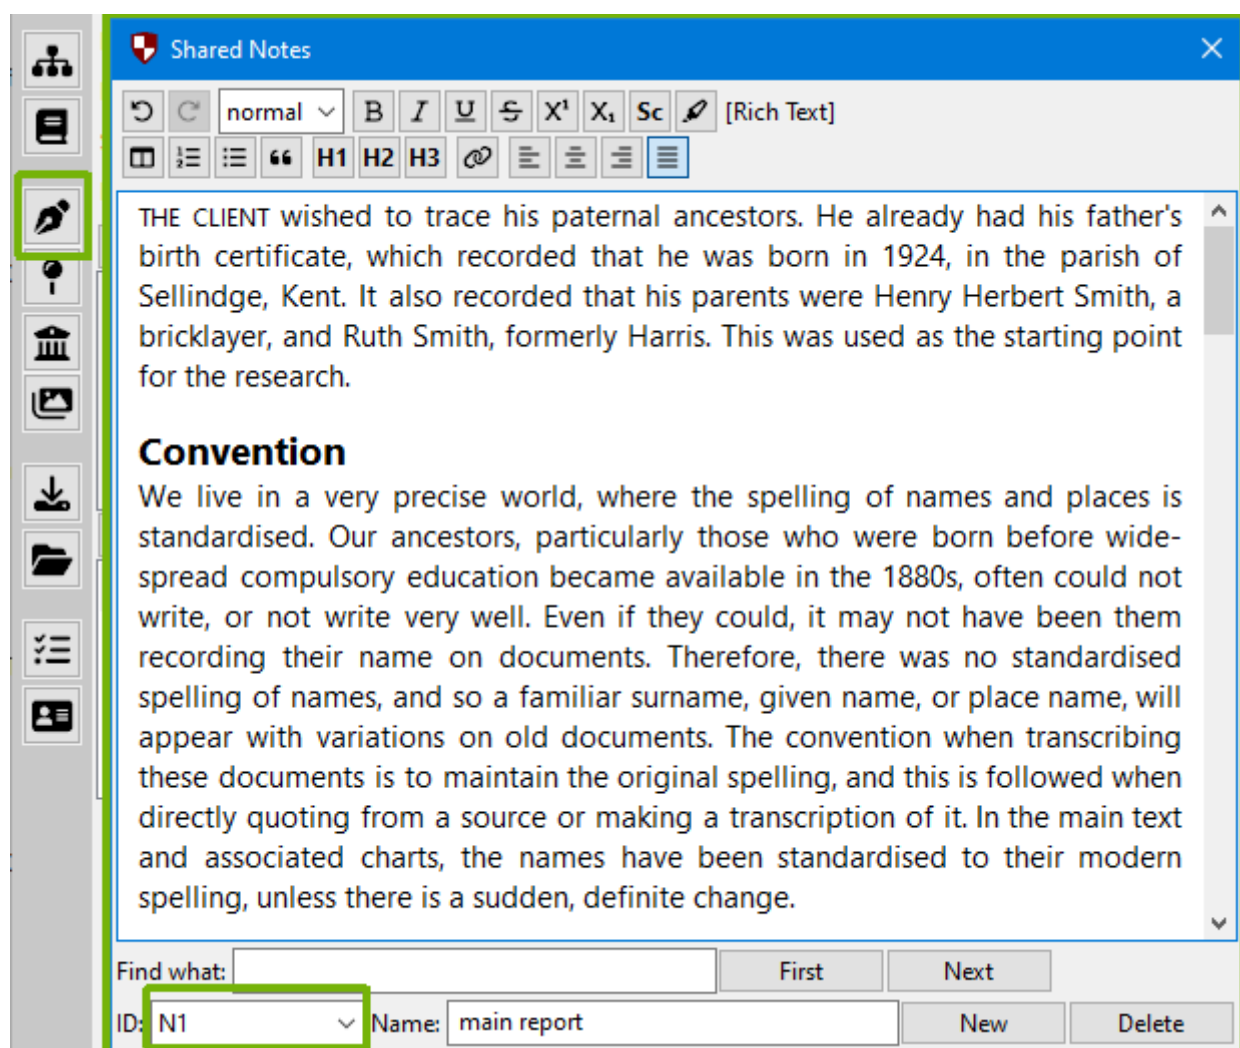 Shared Notes
normal B I U S X¹ X₁ Sc [Rich Text]
H1 H2 H3
THE CLIENT wished to trace his paternal ancestors. He already had his father's
birth certificate, which recorded that he was born in 1924, in the parish of
Sellindge, Kent. It also recorded that his parents were Henry Herbert Smith, a
bricklayer, and Ruth Smith, formerly Harris. This was used as the starting point
for the research.
Convention
We live in a very precise world, where the spelling of names and places is
standardised. Our ancestors, particularly those who were born before wide-
spread compulsory education became available in the 1880s, often could not
write, or not write very well. Even if they could, it may not have been them
recording their name on documents. Therefore, there was no standardised
spelling of names, and so a familiar surname, given name, or place name, will
appear with variations on old documents. The convention when transcribing
these documents is to maintain the original spelling, and this is followed when
directly quoting from a source or making a transcription of it. In the main text
and associated charts, the names have been standardised to their modern
spelling, unless there is a sudden, definite change.
Find what: First Next
ID: N1 Name: main report New Delete